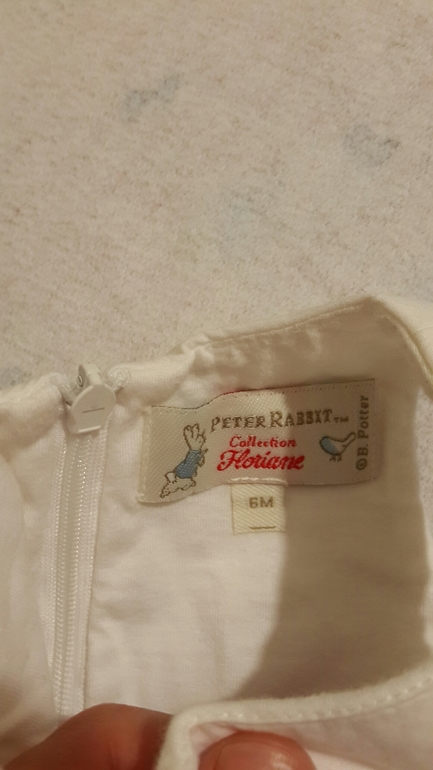 PETER RABBIT™
Collection
Floriane
©B. Potter
6M